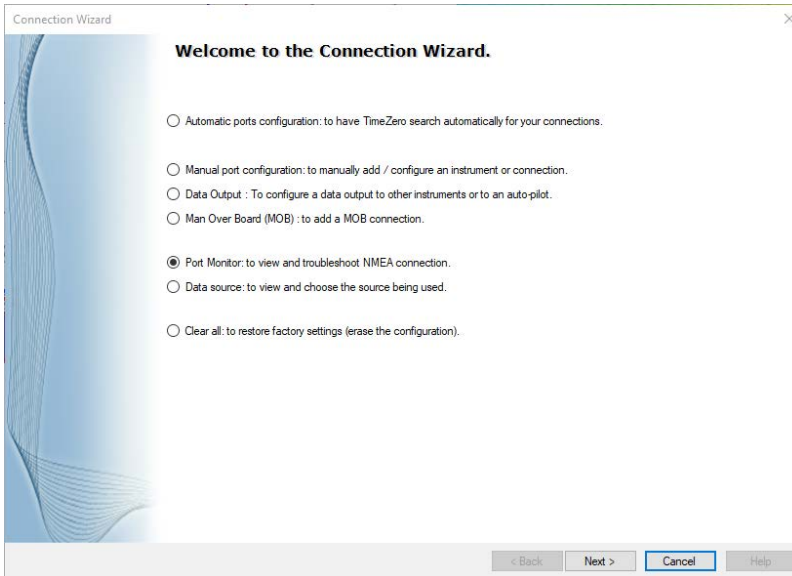 Connection Wizard
Welcome to the Connection Wizard.
Automatic ports configuration: to have TimeZero search automatically for your connections.
Manual port configuration: to manually add / configure an instrument or connection.
Data Output : To configure a data output to other instruments or to an auto-pilot.
Man Over Board (MOB) : to add a MOB connection.
Port Monitor: to view and troubleshoot NMEA connection.
Data source: to view and choose the source being used.
Clear all: to restore factory settings (erase the configuration).
< Back Next > Cancel Help